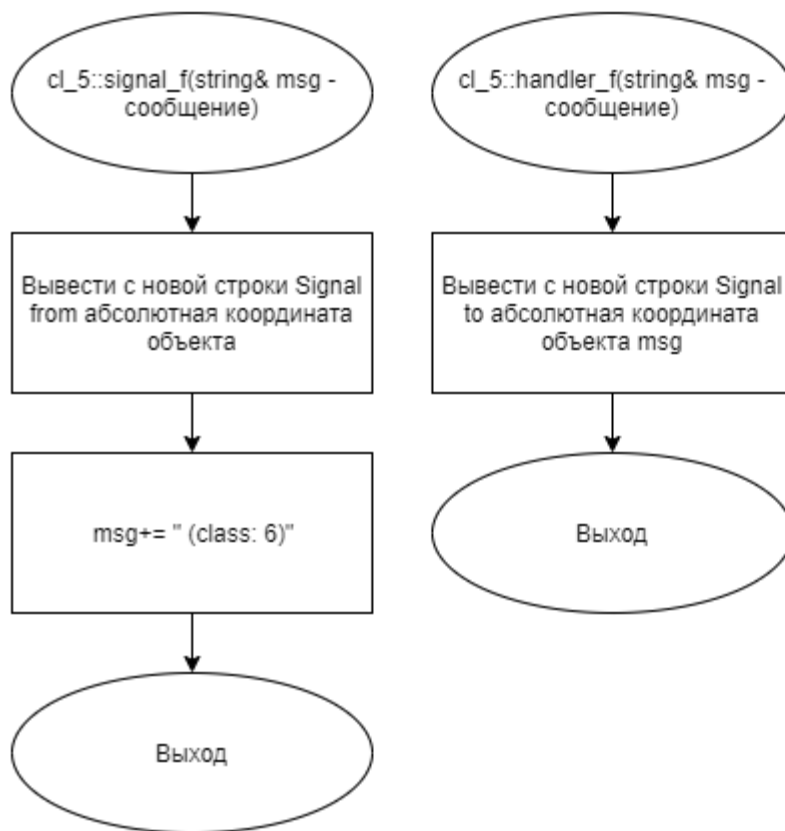 cl_5::signal_f(string& msg -
сообщение)
Вывести с новой строки Signal
from абсолютная координата
объекта
msg+= " (class: 6)"
Выход
cl_5::handler_f(string& msg -
сообщение)
Вывести с новой строки Signal
to абсолютная координата
объекта msg
Выход